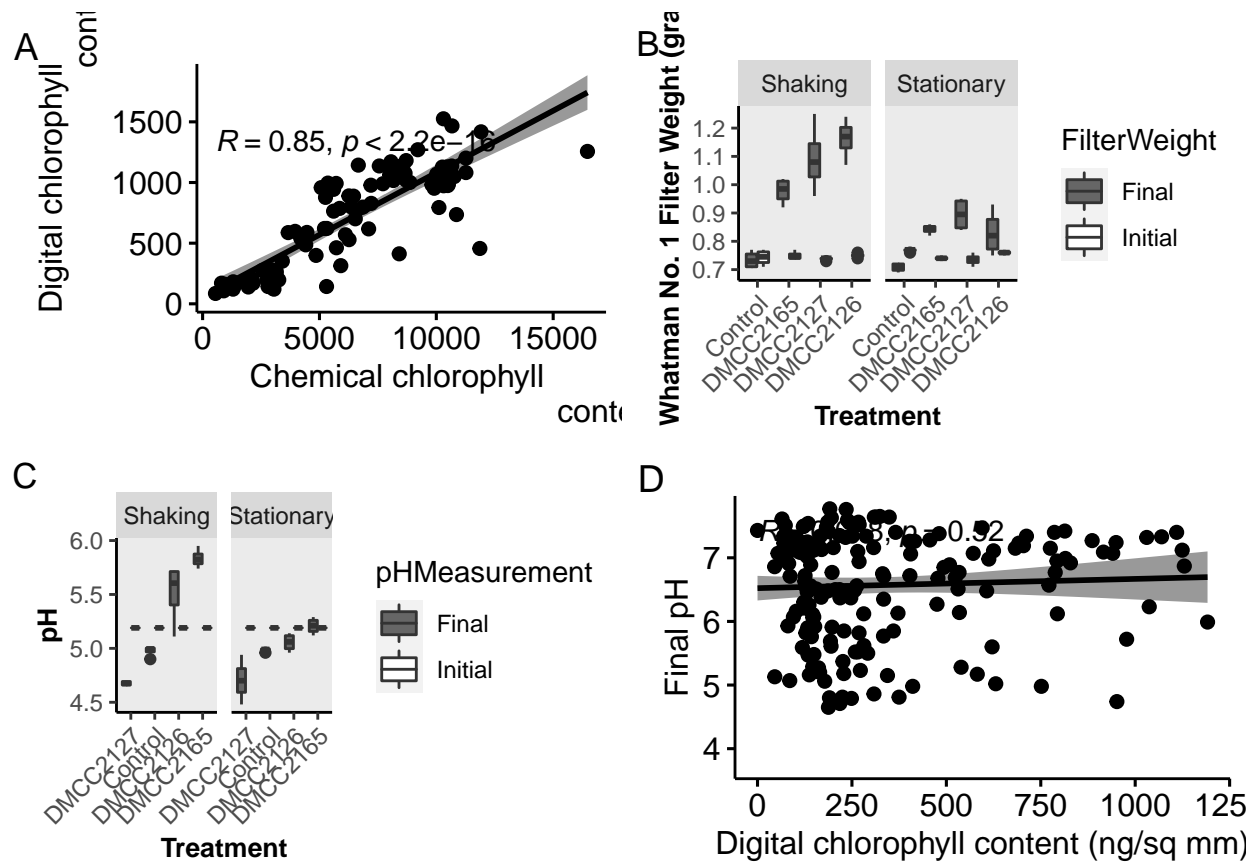 A
Digital chlorophyll
cont
1500
1000
500
0
R = 0.85, p < 2.2e−16
0
5000
10000
15000
Chemical chlorophyll
conte
B
Whatman No. 1 Filter Weight (gra
Shaking
Stationary
1.2
1.1
1.0
0.9
0.8
0.7
Control
DMCC2165
DMCC2127
DMCC2126
Control
DMCC2165
DMCC2127
DMCC2126
Treatment
FilterWeight
Final
Initial
C
Shaking
Stationary
pH
6.0
5.5
5.0
4.5
DMCC2127
Control
DMCC2126
DMCC2165
DMCC2127
Control
DMCC2126
DMCC2165
Treatment
pHMeasurement
Final
Initial
D
Final pH
7
6
5
4
0.52
0
250
500
750
1000
125
Digital chlorophyll content (ng/sq mm)